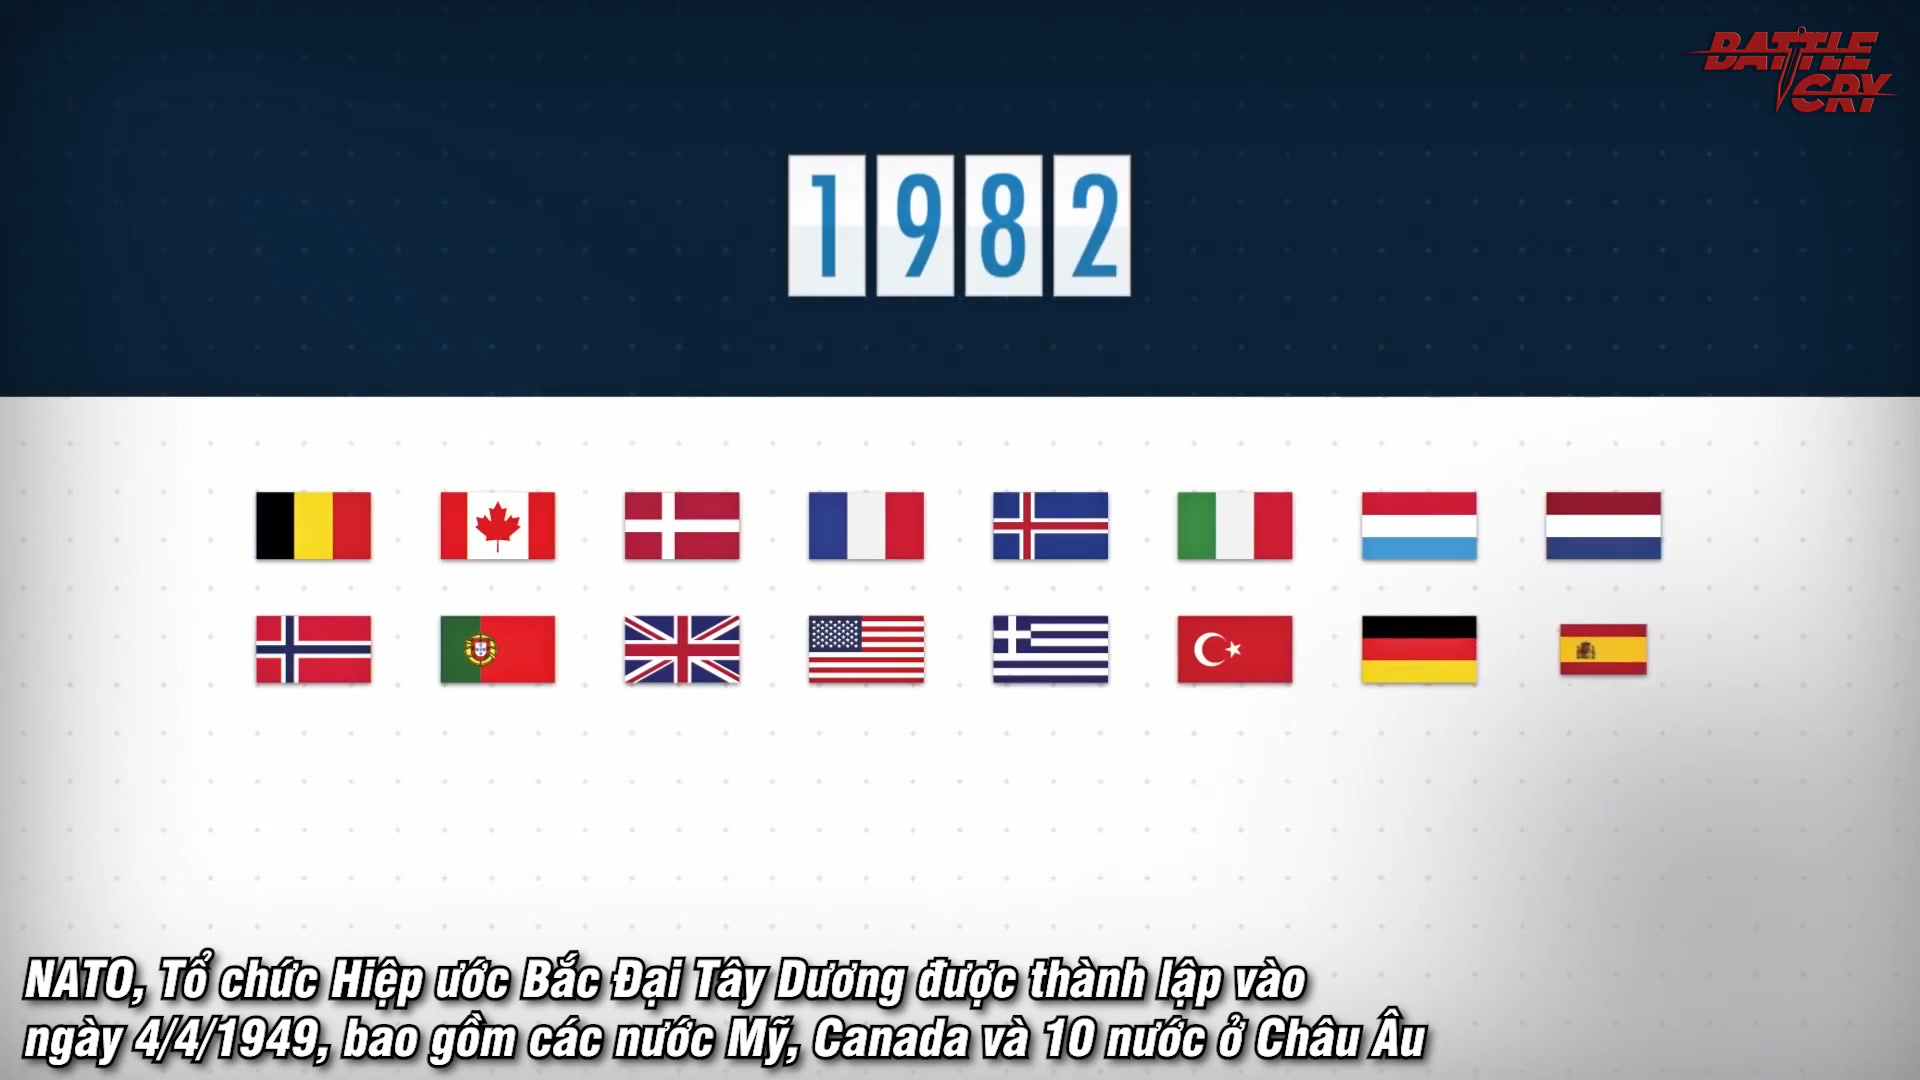 BATTLE
CRY
1982
NATO, Tổ chức Hiệp ước Bắc Đại Tây Dương được thành lập vào
ngày 4/4/1949, bao gồm các nước Mỹ, Canada và 10 nước ở Châu Âu